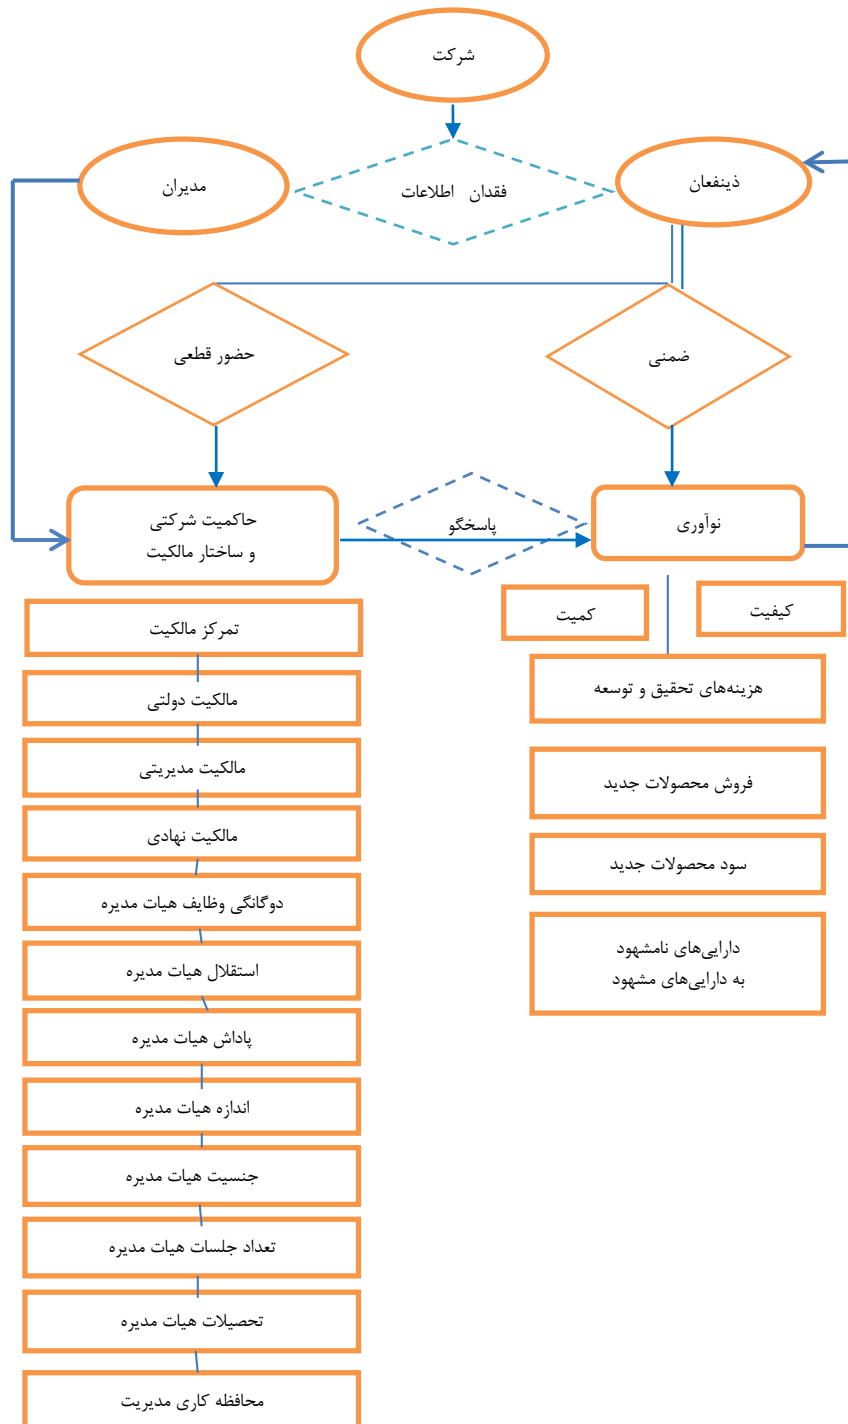 شرکت
ذینفعان
فقدان اطلاعات
مدیران
ضمنی
حضور قطعی
نوآوری
پاسخگو
حاکمیت شرکتی
و ساختار مالکیت
کیفیت
کمیت
هزینه‌های تحقیق و توسعه
فروش محصولات جدید
سود محصولات جدید
دارایی‌های نامشهود
به دارایی‌های مشهود
تمرکز مالکیت
مالکیت دولتی
مالکیت مدیریتی
مالکیت نهادی
دوگانگی وظایف هیات مدیره
استقلال هیات مدیره
پاداش هیات مدیره
اندازه هیات مدیره
جنسیت هیات مدیره
تعداد جلسات هیات مدیره
تحصیلات هیات مدیره
محافظه کاری مدیریت